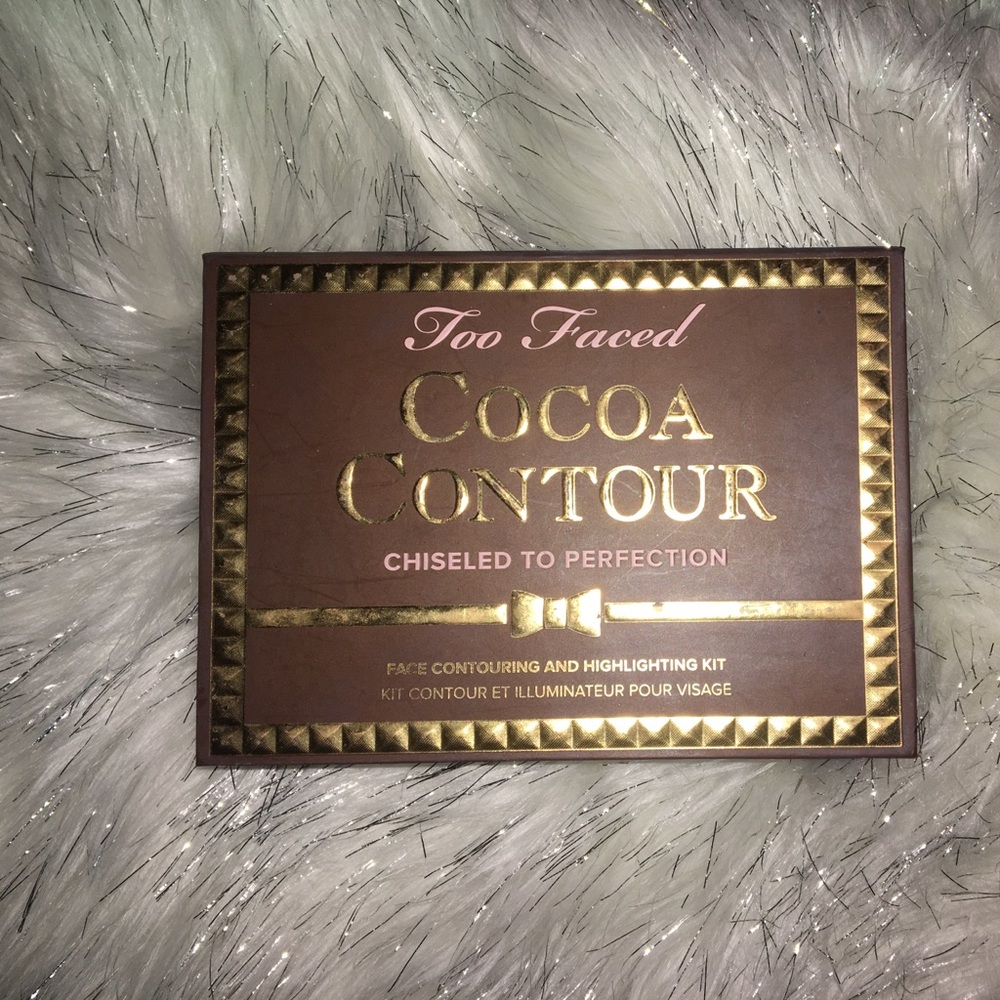 Too Faced
COCOA
CONTOUR
CHISELED TO PERFECTION
FACE CONTOURING AND HIGHLIGHTING KIT
KIT CONTOUR ET ILLUMINATEUR POUR VISAGE